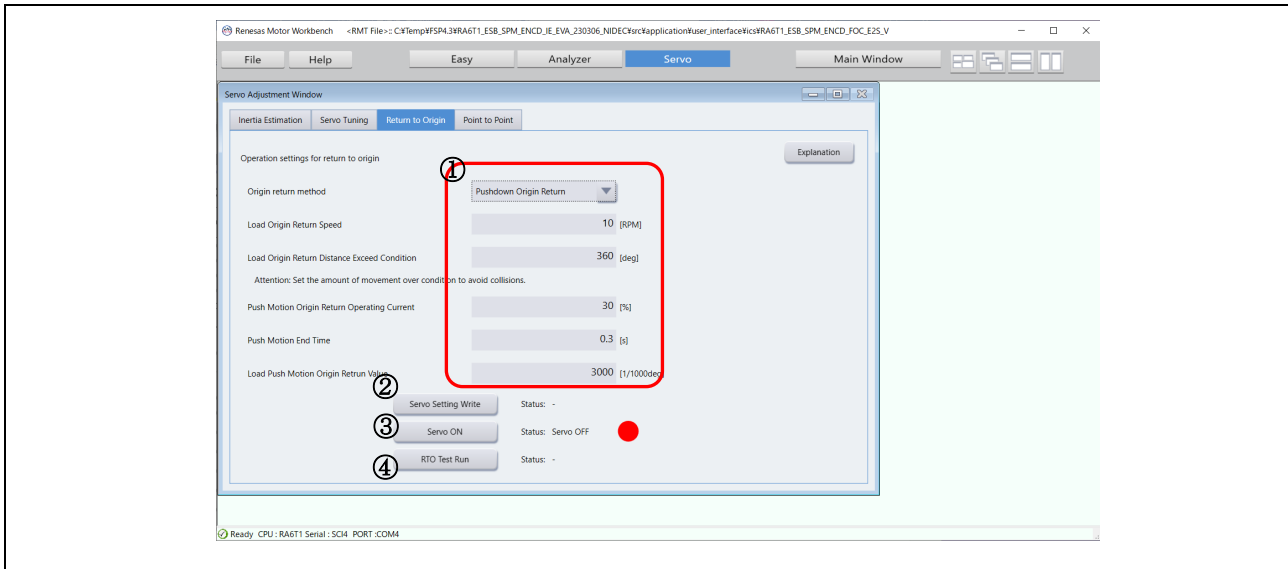 Renesas Motor Workbench <RMT File>:: C:¥Temp¥FSP4.3¥RA6T1_ESB_SPM_ENCD_IE_EVA_230306_NIDEC¥src¥application¥user_interface¥ics¥RA6T1_ESB_SPM_ENCD_FOC_E2S_V
File Help Easy Analyzer Servo Main Window
Servo Adjustment Window
Inertia Estimation Servo Tuning Return to Origin Point to Point
Explanation
Operation settings for return to origin
①
Origin return method Pushdown Origin Return
Load Origin Return Speed 10 [RPM]
Load Origin Return Distance Exceed Condition 360 [deg]
Attention: Set the amount of movement over condition to avoid collisions.
Push Motion Origin Return Operating Current 30 [%]
Push Motion End Time 0.3 [s]
Load Push Motion Origin Retrun Value 3000 [1/1000deg]
② Servo Setting Write Status: -
③ Servo ON Status: Servo OFF
④ RTO Test Run Status: -
Ready CPU : RA6T1 Serial : SCI4 PORT :COM4